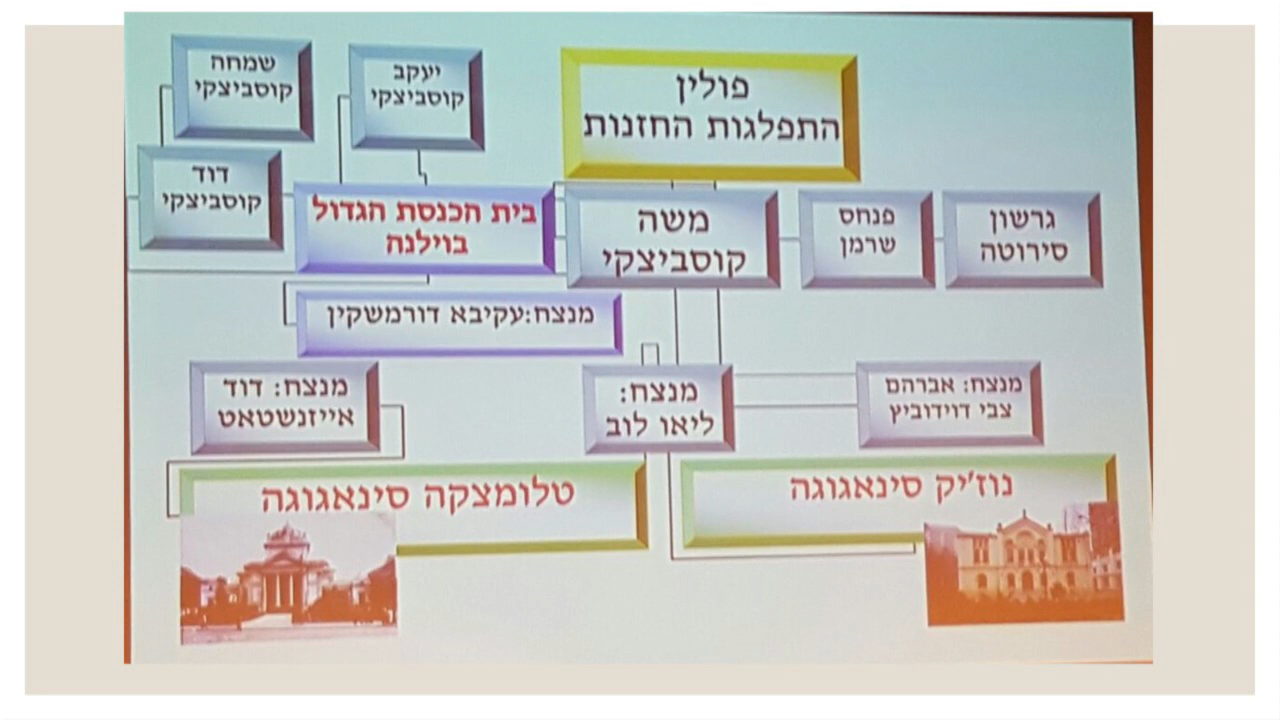 פולין
התפלגות החזנות
שמחה
קוסביצקי
יעקב
קוסביצקי
דוד
קוסביצקי
בית הכנסת הגדול
בוילנה
משה
קוסביצקי
פנחס
שרמן
גרשון
סירוטה
מנצח:עקיבא דורמשקין
מנצח: דוד
אייזנשטאט
מנצח:
ליאו לוב
מנצח: אברהם
צבי דוידוביץ
טלומצקה סינאגוגה
נוז'יק סינאגוגה